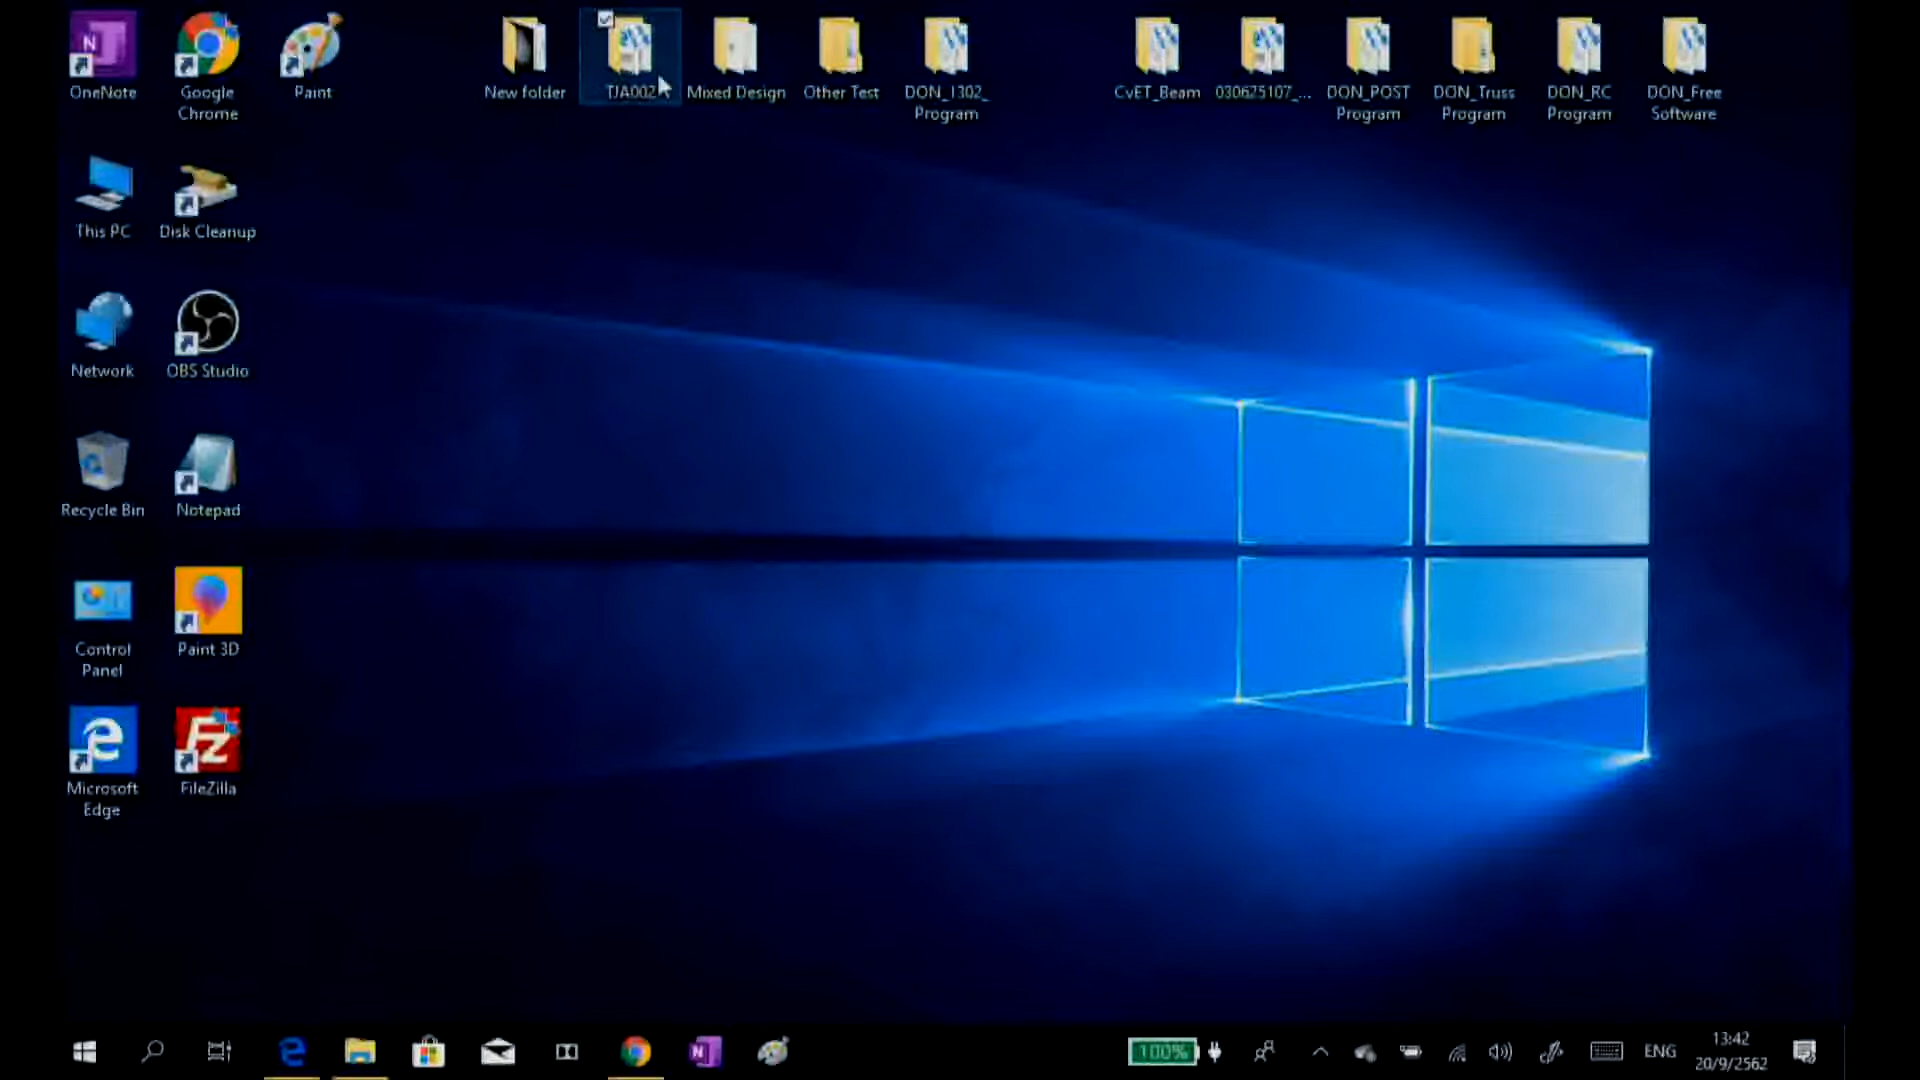 OneNote
Google
Chrome
Paint
New folder
TJA002
Mixed Design
Other Test
DON_1302_
Program
CvET_Beam
030625107_...
DON_POST
Program
DON_Truss
Program
DON_RC
Program
DON_Free
Software
This PC
Disk Cleanup
Network
OBS Studio
Recycle Bin
Notepad
Control
Panel
Paint 3D
Microsoft
Edge
FileZilla
100%
ENG
13:42
20/9/2562